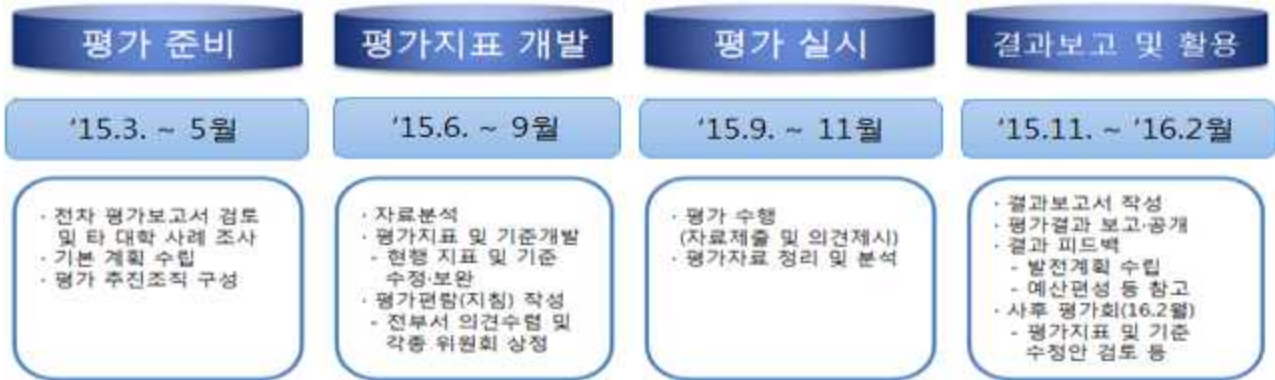 평가 준비
평가지표 개발
평가 실시
결과보고 및 활용
'15.3. ~ 5월
'15.6. ~ 9월
'15.9. ~ 11월
'15.11. ~ '16.2월
· 전차 평가보고서 검토
및 타 대학 사례 조사
· 기본 계획 수립
· 평가 추진조직 구성
· 자료분석
· 평가지표 및 기준개발
- 현행 지표 및 기준
수정·보완
· 평가편람(지침) 작성
- 전부서 의견수렴 및
각종 위원회 상정
· 평가 수행
(자료제출 및 의견제시)
· 평가자료 정리 및 분석
· 결과보고서 작성
· 평가결과 보고·공개
· 결과 피드백
- 발전계획 수립
- 예산편성 등 참고
· 사후 평가회(16.2월)
- 평가지표 및 기준
수정안 검토 등